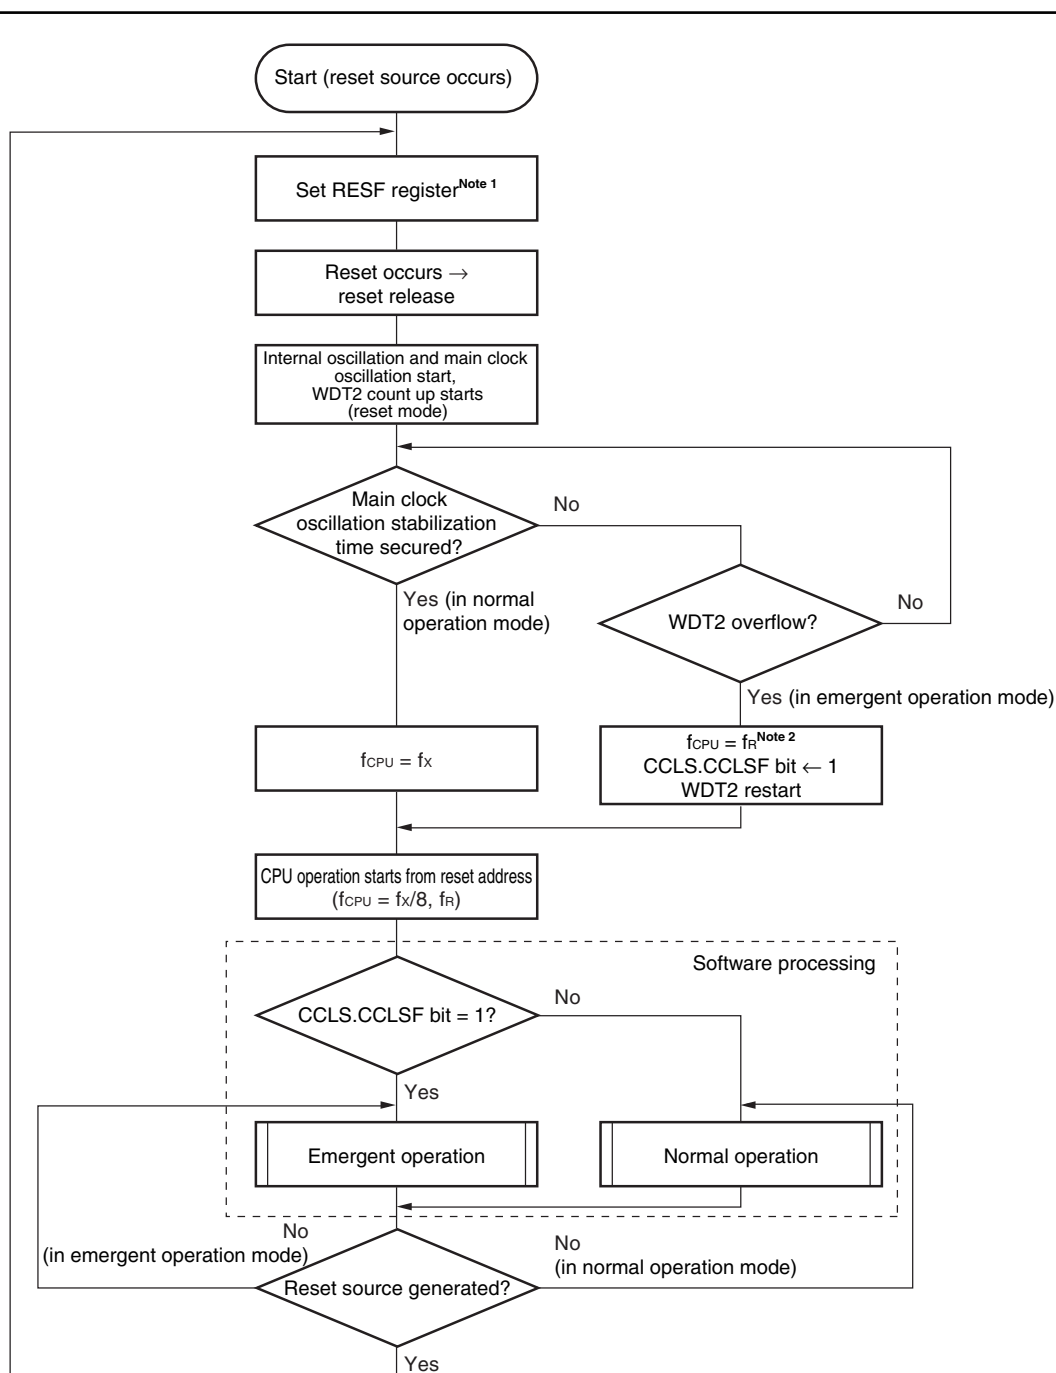 Start (reset source occurs)
Set RESF register Note 1
Reset occurs →
reset release
Internal oscillation and main clock
oscillation start,
WDT2 count up starts
(reset mode)
Main clock
oscillation stabilization
time secured?
No
Yes (in normal
operation mode)
WDT2 overflow?
No
Yes (in emergent operation mode)
fCPU = fX
fCPU = fR Note 2
CCLS.CCLSF bit ← 1
WDT2 restart
CPU operation starts from reset address
(fCPU = fX/8, fR)
Software processing
CCLS.CCLSF bit = 1?
No
Yes
Emergent operation
Normal operation
No
(in emergent operation mode)
No
(in normal operation mode)
Reset source generated?
Yes